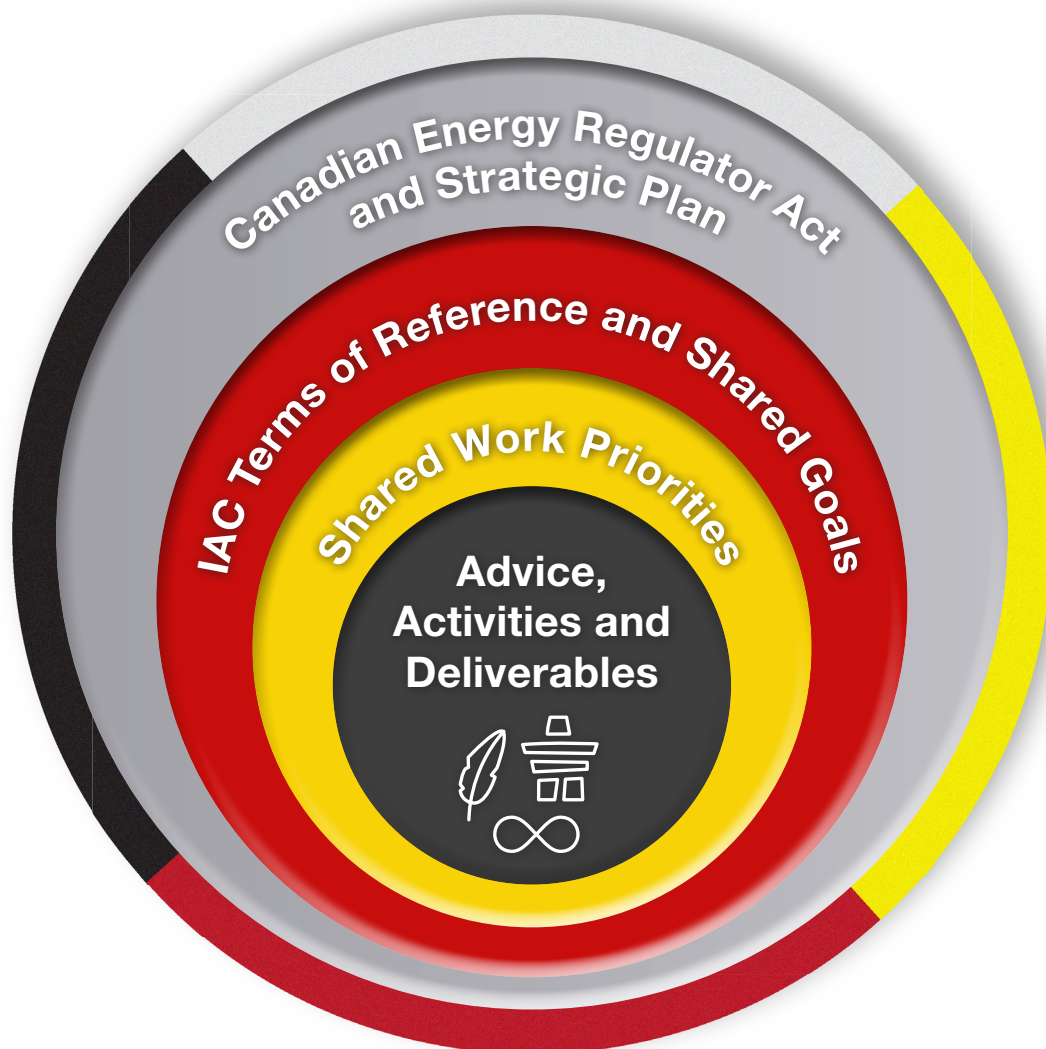 Canadian Energy Regulator Act
and Strategic Plan
IAC Terms of Reference and Shared Goals
Shared Work Priorities
Advice,
Activities and
Deliverables